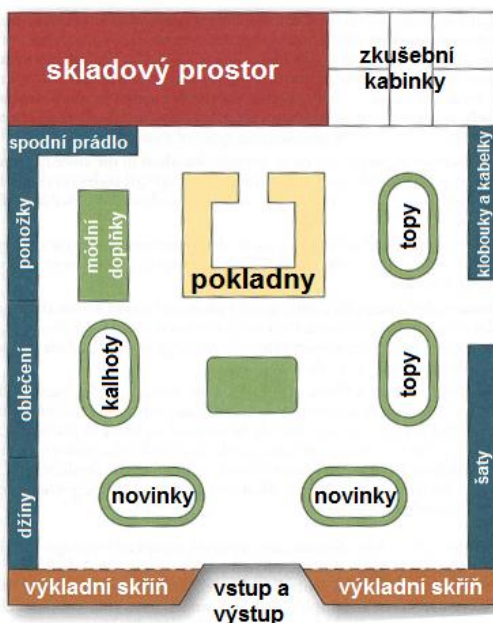 skladový prostor
zkušební
kabinky
spodní prádlo
ponožky
módní
doplňky
pokladny
topy
klobouky a kabelky
oblečení
kalhoty
topy
šaty
džíny
novinky
novinky
výkladní skříň
vstup a
výstup
výkladní skříň